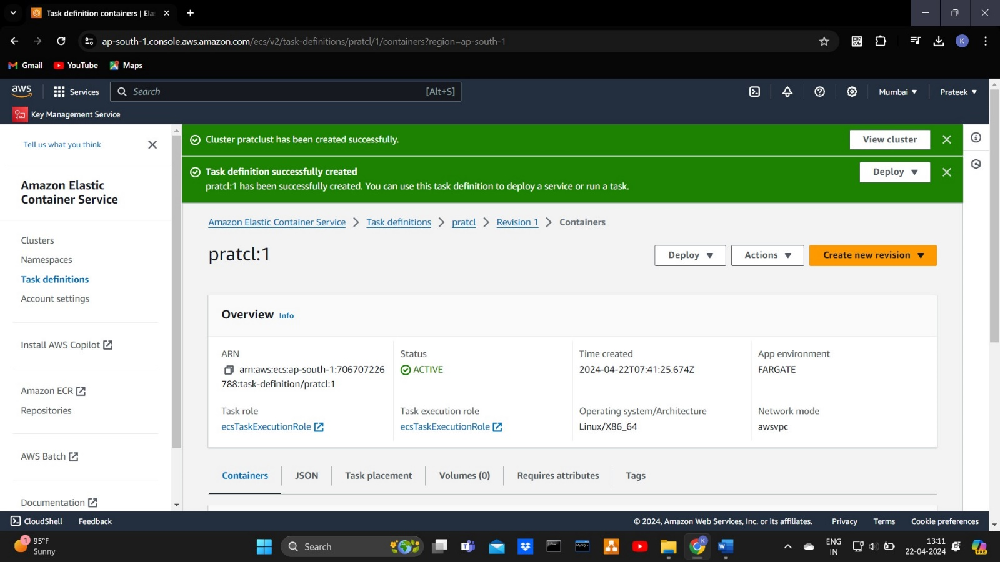 Task definition containers | Ela
ap-south-1.console.aws.amazon.com/ecs/v2/task-definitions/pratcl/1/containers?region=ap-south-1
K
Gmail
YouTube
Maps
aws
Services
Search
[Alt+S]
Mumbai
Prateek
Key Management Service
Tell us what you think
Amazon Elastic
Container Service
Clusters
Namespaces
Task definitions
Account settings
Install AWS Copilot
Amazon ECR
Repositories
AWS Batch
Documentation
Cluster pratclust has been created successfully.
View cluster
Task definition successfully created
pratcl:1 has been successfully created. You can use this task definition to deploy a service or run a task.
Deploy
Amazon Elastic Container Service > Task definitions > pratcl > Revision 1 > Containers
pratcl:1
Deploy
Actions
Create new revision
Overview Info
ARN
arn:aws:ecs:ap-south-1:706707226
788:task-definition/pratcl:1
Status
ACTIVE
Time created
2024-04-22T07:41:25.674Z
App environment
FARGATE
Task role
ecsTaskExecutionRole
Task execution role
ecsTaskExecutionRole
Operating system/Architecture
Linux/X86_64
Network mode
awsvpc
Containers
JSON
Task placement
Volumes (0)
Requires attributes
Tags
CloudShell
Feedback
© 2024, Amazon Web Services, Inc. or its affiliates.
Privacy
Terms
Cookie preferences
1
95°F
Sunny
Search
MySQL
K
W
ENG
IN
13:11
22-04-2024
PRE